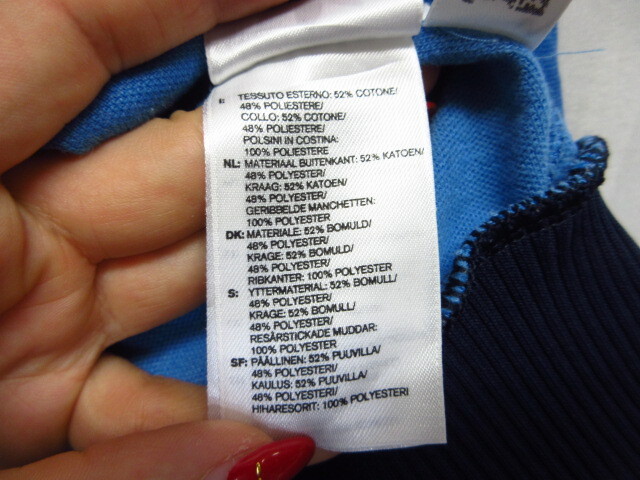 I: TESSUTO ESTERNO: 52% COTONE/
48% POLIESTERE/
COLLO: 52% COTONE/
48% POLIESTERE/
POLSINI IN COSTINA:
100% POLIESTERE
NL: MATERIAAL BUITENKANT: 52% KATOEN/
48% POLYESTER/
KRAAG: 52% KATOEN/
48% POLYESTER/
GERIBBELDE MANCHETTEN:
100% POLYESTER
DK: MATERIALE: 52% BOMULD/
48% POLYESTER/
KRAGE: 52% BOMULD/
48% POLYESTER/
RIBKANTER: 100% POLYESTER
S: YTTERMATERIAL: 52% BOMULL/
48% POLYESTER/
KRAGE: 52% BOMULL/
48% POLYESTER/
RESÅRSTICKADE MUDDAR:
100% POLYESTER
SF: PÄÄLLINEN: 52% PUUVILLA/
48% POLYESTERI/
KAULUS: 52% PUUVILLA/
48% POLYESTERI/
HIHARESORIT: 100% POLYESTERI